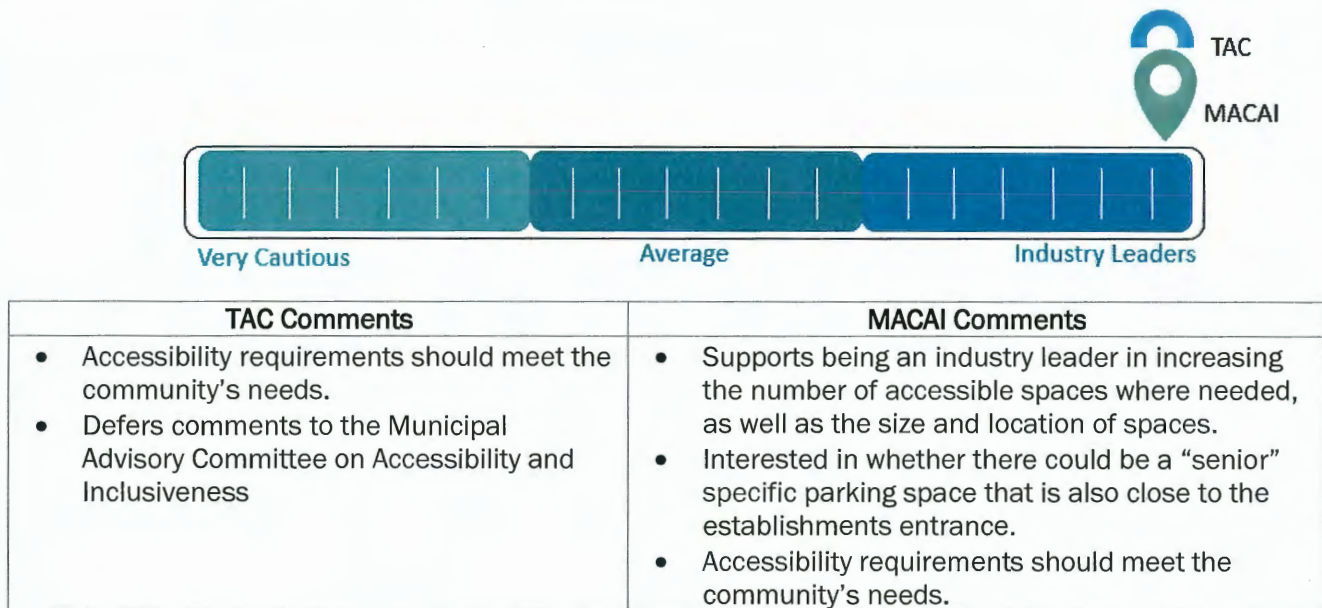 TAC
MACAI
Very Cautious
Average
Industry Leaders
TAC Comments
• Accessibility requirements should meet the
community's needs.
• Defers comments to the Municipal
Advisory Committee on Accessibility and
Inclusiveness
MACAI Comments
• Supports being an industry leader in increasing
the number of accessible spaces where needed,
as well as the size and location of spaces.
• Interested in whether there could be a “senior”
specific parking space that is also close to the
establishments entrance.
• Accessibility requirements should meet the
community's needs.